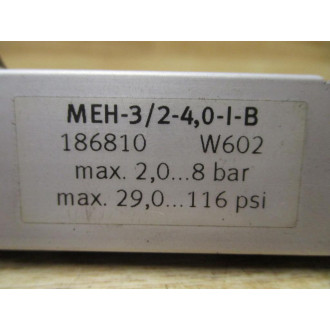 MEH-3/2-4,0-I-B
186810 W602
max. 2,0...8 bar
max. 29,0...116 psi